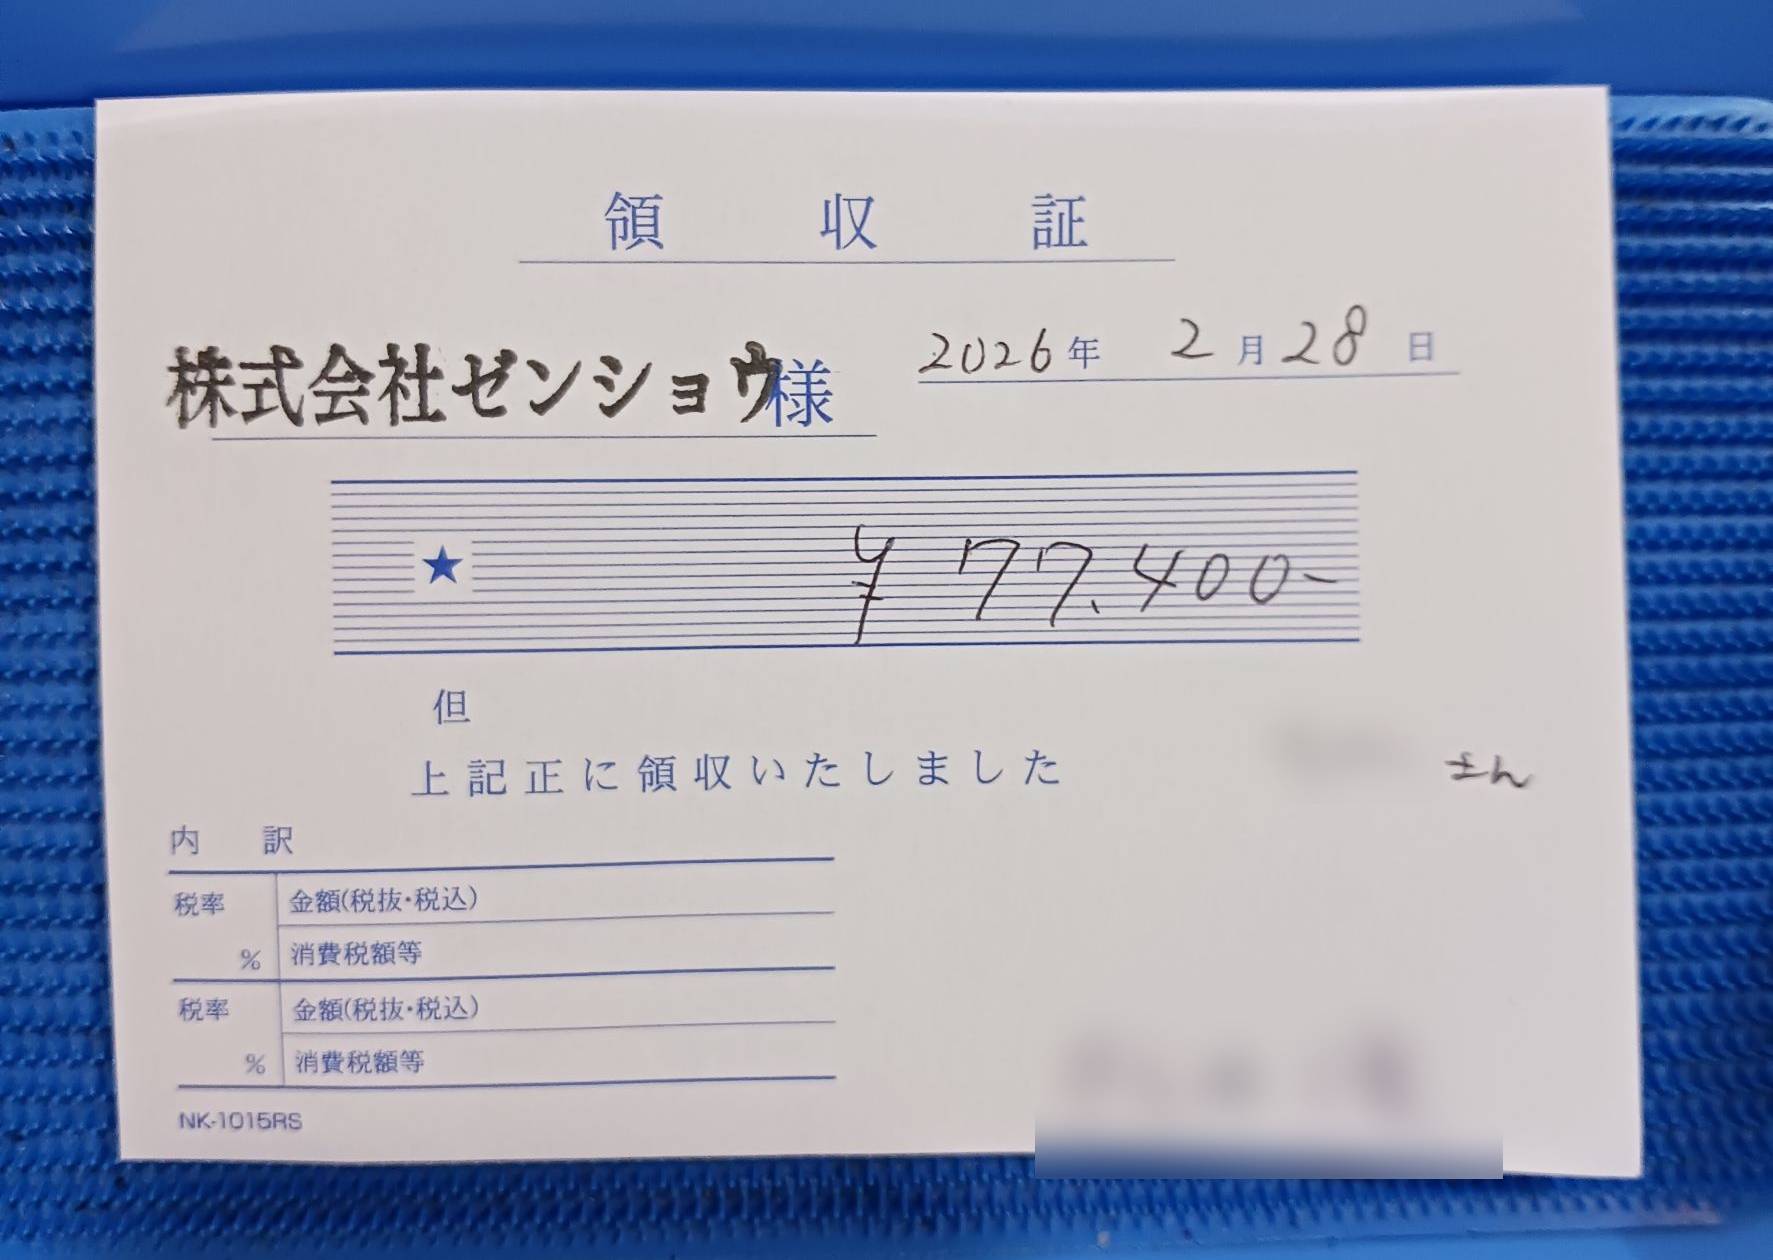 領収証
株式会社ゼンショウ様
2026年2月28日
★ ¥77,400-
但
上記正に領収いたしました
さん
内訳
税率 金額(税抜・税込)
% 消費税額等
税率 金額(税抜・税込)
% 消費税額等
NK-1015RS